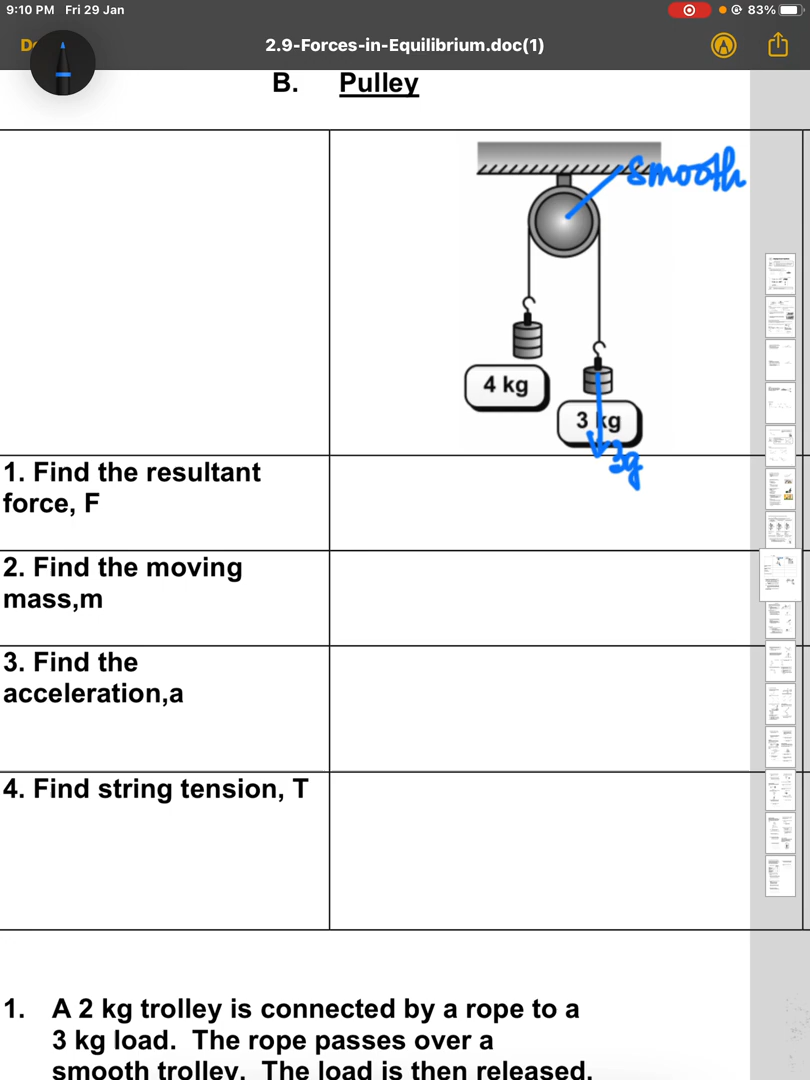 9:10 PM Fri 29 Jan
83%
2.9-Forces-in-Equilibrium.doc(1)
B. Pulley
smooth
4 kg
3 kg
3g
1. Find the resultant
force, F
2. Find the moving
mass,m
3. Find the
acceleration,a
4. Find string tension, T
1. A 2 kg trolley is connected by a rope to a
3 kg load. The rope passes over a
smooth trolley. The load is then released.